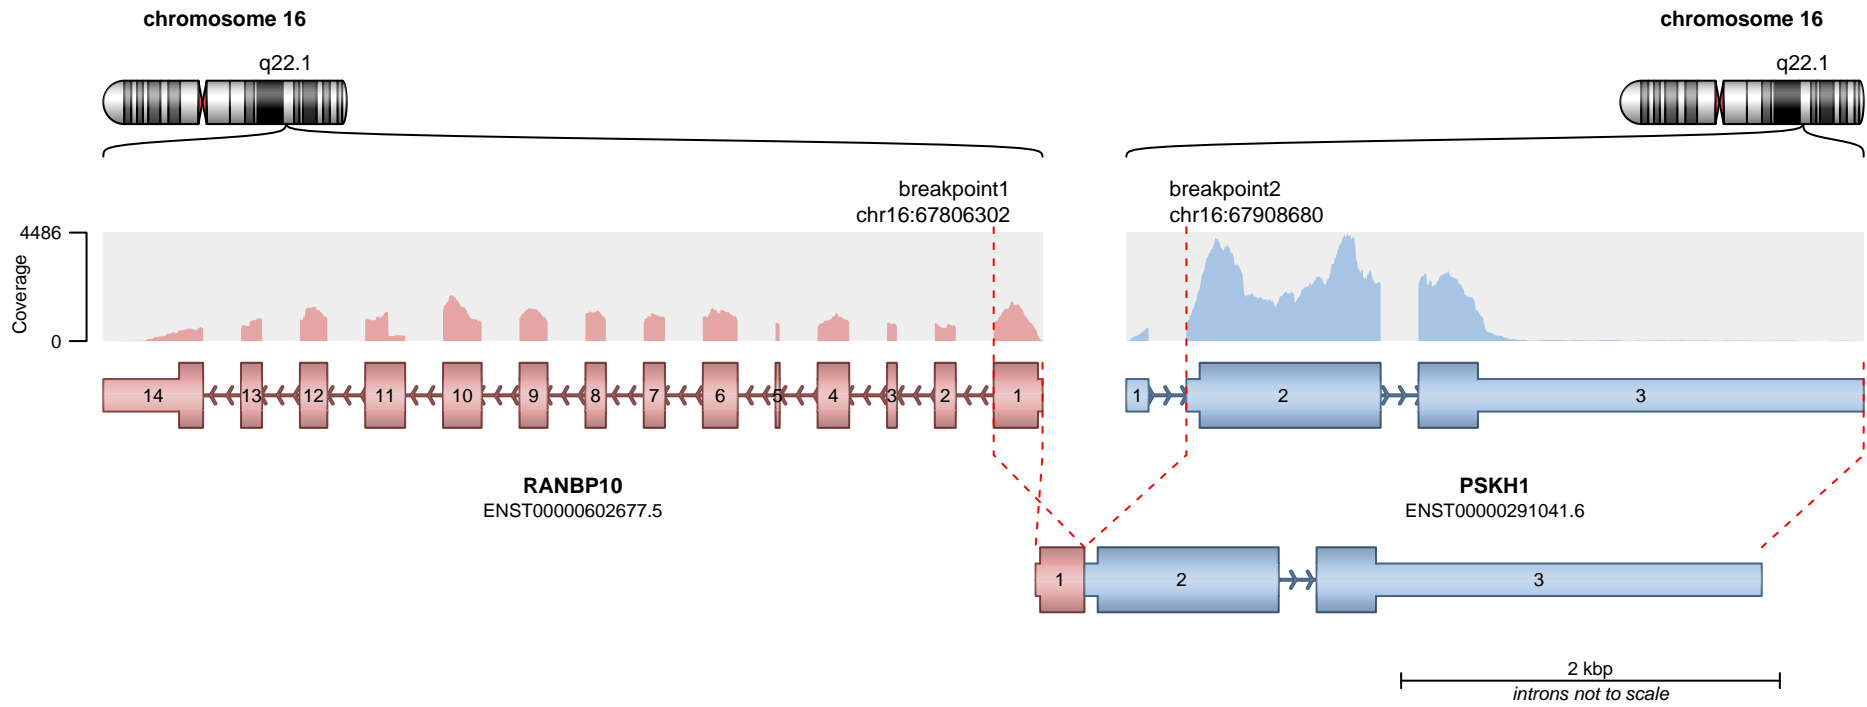 chromosome 16
chromosome 16
q22.1
q22.1
breakpoint1
chr16:67806302
breakpoint2
chr16:67908680
4486
Coverage
0
14 13 12 11 10 9 8 7 6 5 4 3 2 1
1 2 3
RANBP10
ENST00000602677.5
PSKH1
ENST00000291041.6
1 2 3
2 kbp
introns not to scale